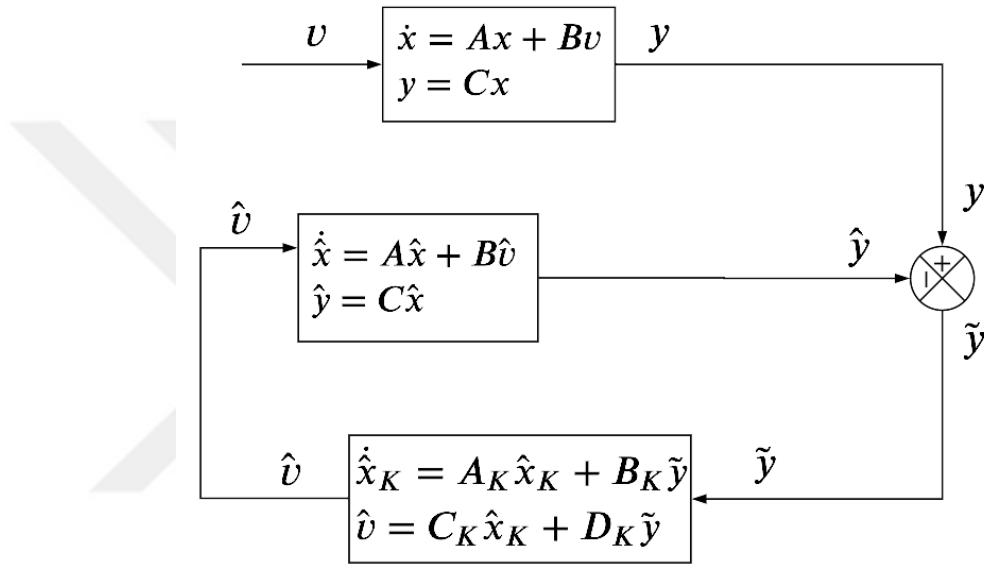 v
ẋ = Ax + Bv
y = Cx
y
y
v̂
x̂̇ = Ax̂ + Bv̂
ŷ = Cx̂
ŷ
+
−
ỹ
v̂
x̂̇_K = A_K x̂_K + B_K ỹ
v̂ = C_K x̂_K + D_K ỹ
ỹ